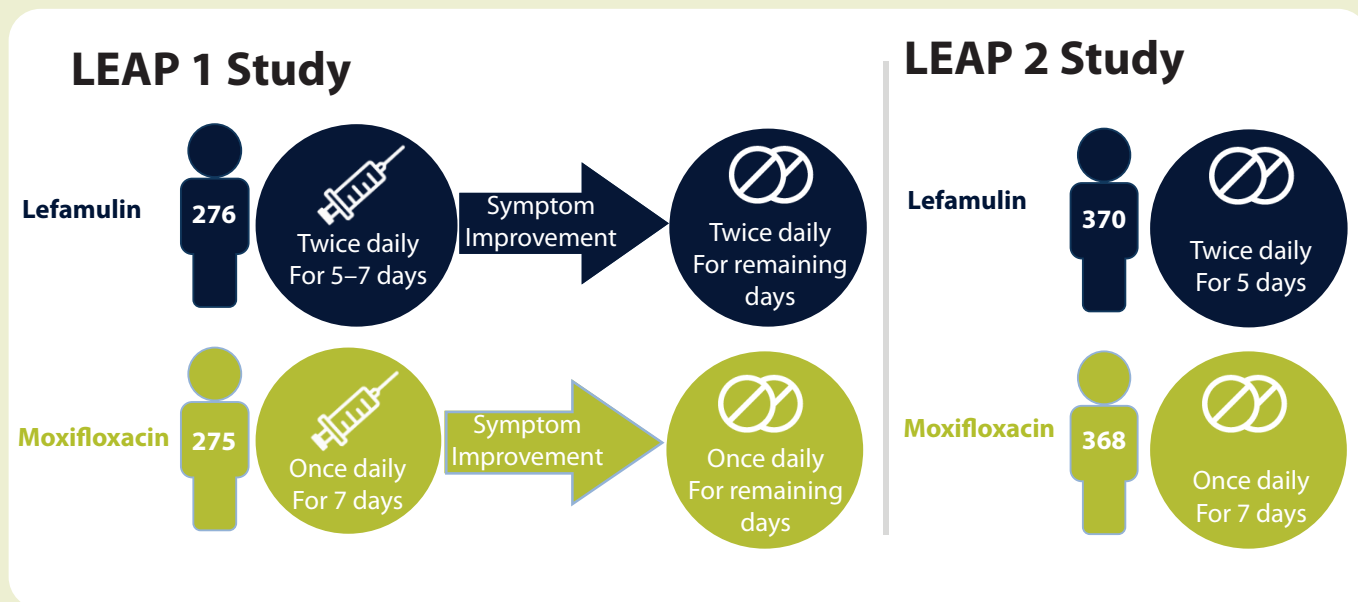 LEAP 1 Study
Lefamulin
276
Twice daily
For 5–7 days
Symptom
Improvement
Twice daily
For remaining
days
Moxifloxacin
275
Once daily
For 7 days
Symptom
Improvement
Once daily
For remaining
days
LEAP 2 Study
Lefamulin
370
Twice daily
For 5 days
Moxifloxacin
368
Once daily
For 7 days